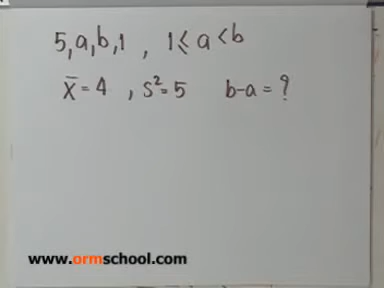 5, a, b, 1 , 1 ≤ a < b
x̄ = 4 , s² = 5 b-a = ?
www.ormschool.com